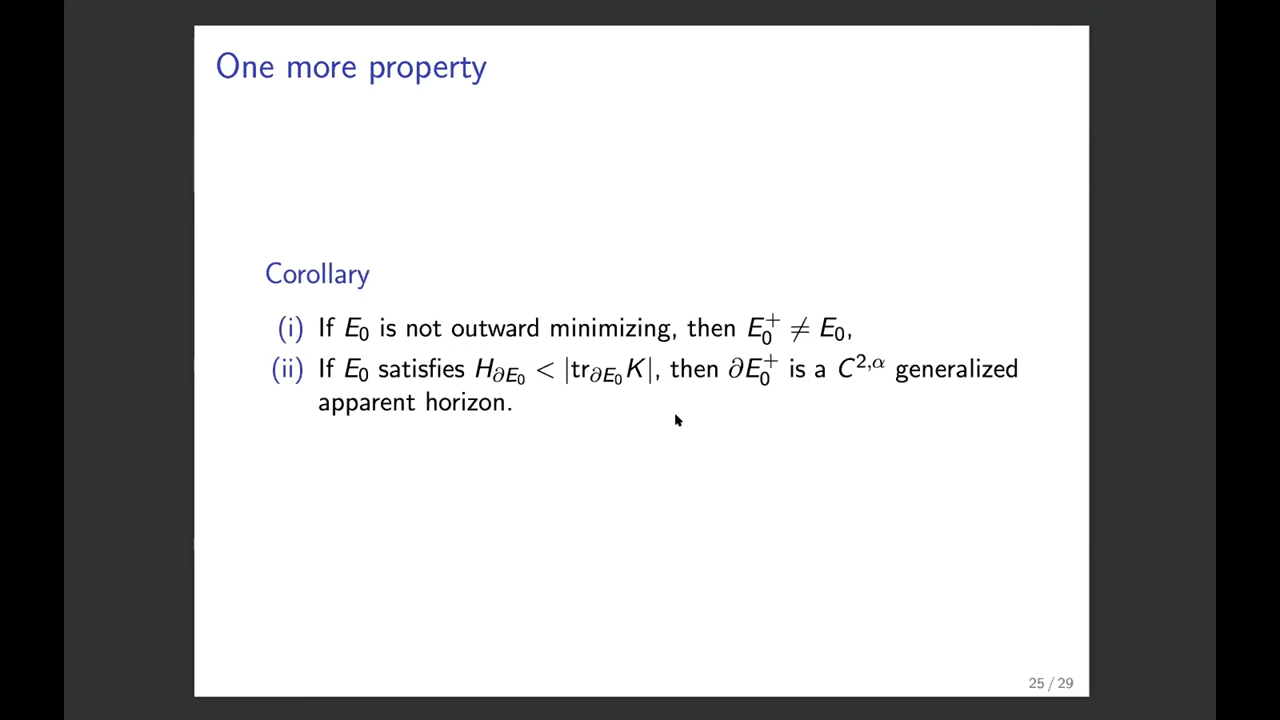 One more property
Corollary
(i) If E₀ is not outward minimizing, then E₀⁺ ≠ E₀,
(ii) If E₀ satisfies H_{∂E₀} < |tr_{∂E₀}K|, then ∂E₀⁺ is a C^{2,α} generalized
apparent horizon.
25 / 29